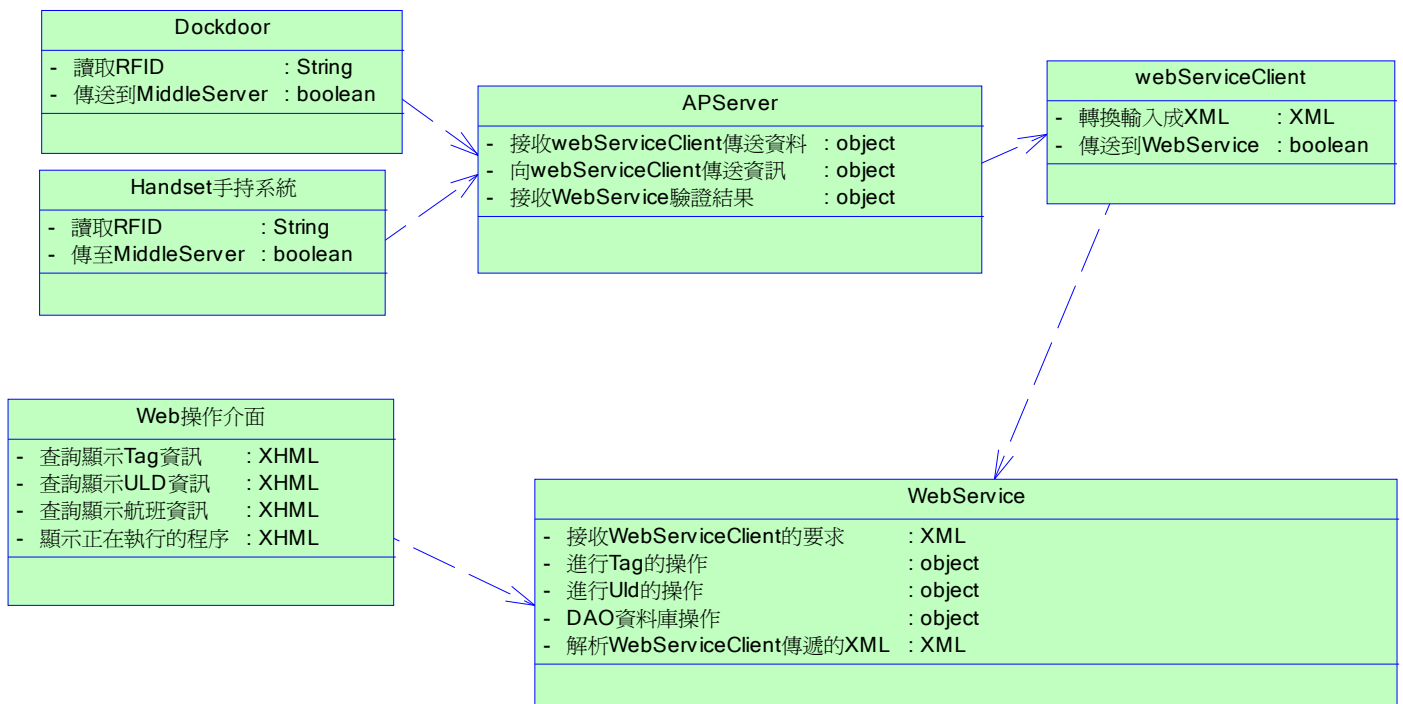 Dockdoor
- 讀取RFID : String
- 傳送到MiddleServer : boolean
Handset手持系統
- 讀取RFID : String
- 傳至MiddleServer : boolean
APServer
- 接收webServiceClient傳送資料 : object
- 向webServiceClient傳送資訊 : object
- 接收WebService驗證結果 : object
webServiceClient
- 轉換輸入成XML : XML
- 傳送到WebService : boolean
Web操作介面
- 查詢顯示Tag資訊 : XHML
- 查詢顯示ULD資訊 : XHML
- 查詢顯示航班資訊 : XHML
- 顯示正在執行的程序 : XHML
WebService
- 接收WebServiceClient的要求 : XML
- 進行Tag的操作 : object
- 進行Uld的操作 : object
- DAO資料庫操作 : object
- 解析WebServiceClient傳遞的XML : XML